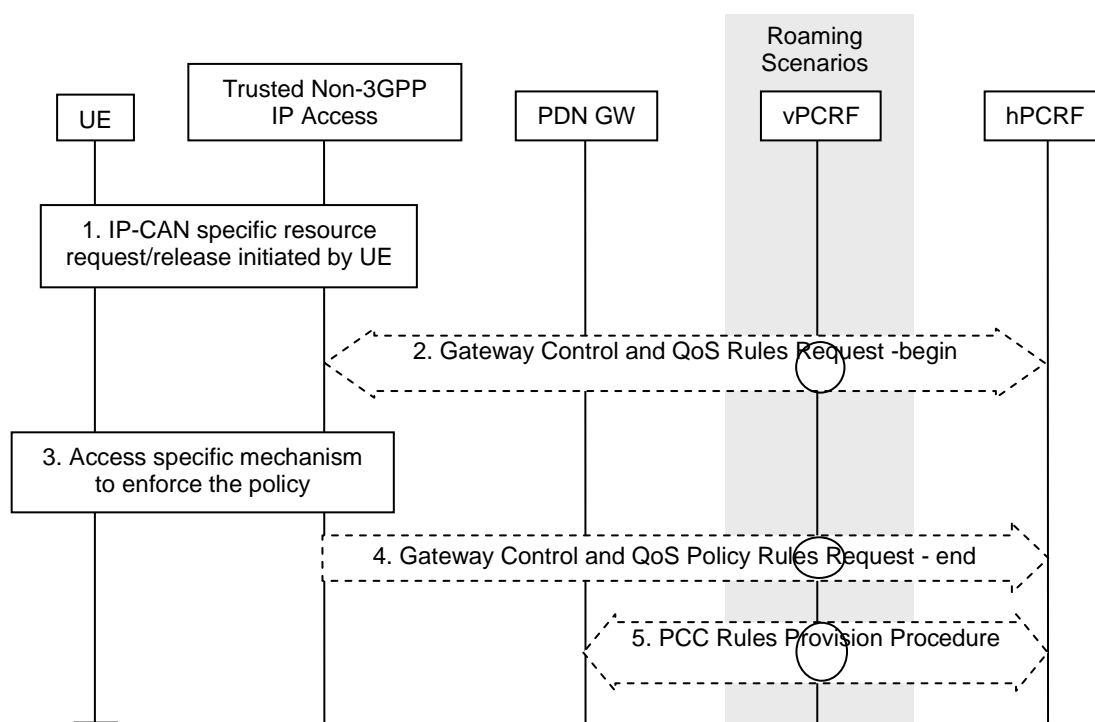 Roaming
Scenarios
UE
Trusted Non-3GPP
IP Access
PDN GW
vPCRF
hPCRF
1. IP-CAN specific resource
request/release initiated by UE
2. Gateway Control and QoS Rules Request -begin
3. Access specific mechanism
to enforce the policy
4. Gateway Control and QoS Policy Rules Request - end
5. PCC Rules Provision Procedure